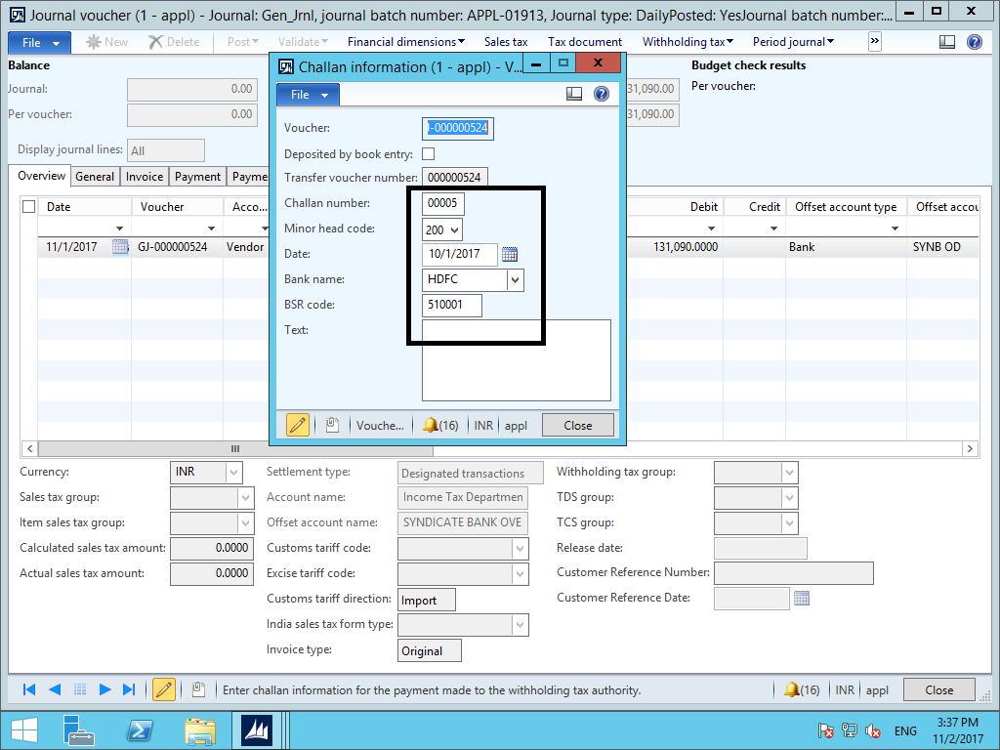 Journal voucher (1 - appl) - Journal: Gen_Jrnl, journal batch number: APPL-01913, Journal type: DailyPosted: YesJournal batch number:...
File
New
Delete
Post
Validate
Financial dimensions
Sales tax
Tax document
Withholding tax
Period journal
»
Balance
Budget check results
Journal:
0.00
31,090.00
Per voucher:
Per voucher:
0.00
31,090.00
Display journal lines:
All
Overview
General
Invoice
Payment
Payme
Date
Voucher
Acco...
Debit
Credit
Offset account type
Offset accou
11/1/2017
GJ-000000524
Vendor
131,090.0000
Bank
SYNB OD
Challan information (1 - appl) - V...
File
Voucher:
J-000000524
Deposited by book entry:
Transfer voucher number:
000000524
Challan number:
00005
Minor head code:
200
Date:
10/1/2017
Bank name:
HDFC
BSR code:
510001
Text:
Vouche...
(16)
INR
appl
Close
Currency:
INR
Sales tax group:
Item sales tax group:
Calculated sales tax amount:
0.0000
Actual sales tax amount:
0.0000
Settlement type:
Designated transactions
Account name:
Income Tax Departmen
Offset account name:
SYNDICATE BANK OVE
Customs tariff code:
Excise tariff code:
Customs tariff direction:
Import
India sales tax form type:
Invoice type:
Original
Withholding tax group:
TDS group:
TCS group:
Release date:
Customer Reference Number:
Customer Reference Date:
Enter challan information for the payment made to the withholding tax authority.
(16)
INR
appl
Close
ENG
3:37 PM
11/2/2017